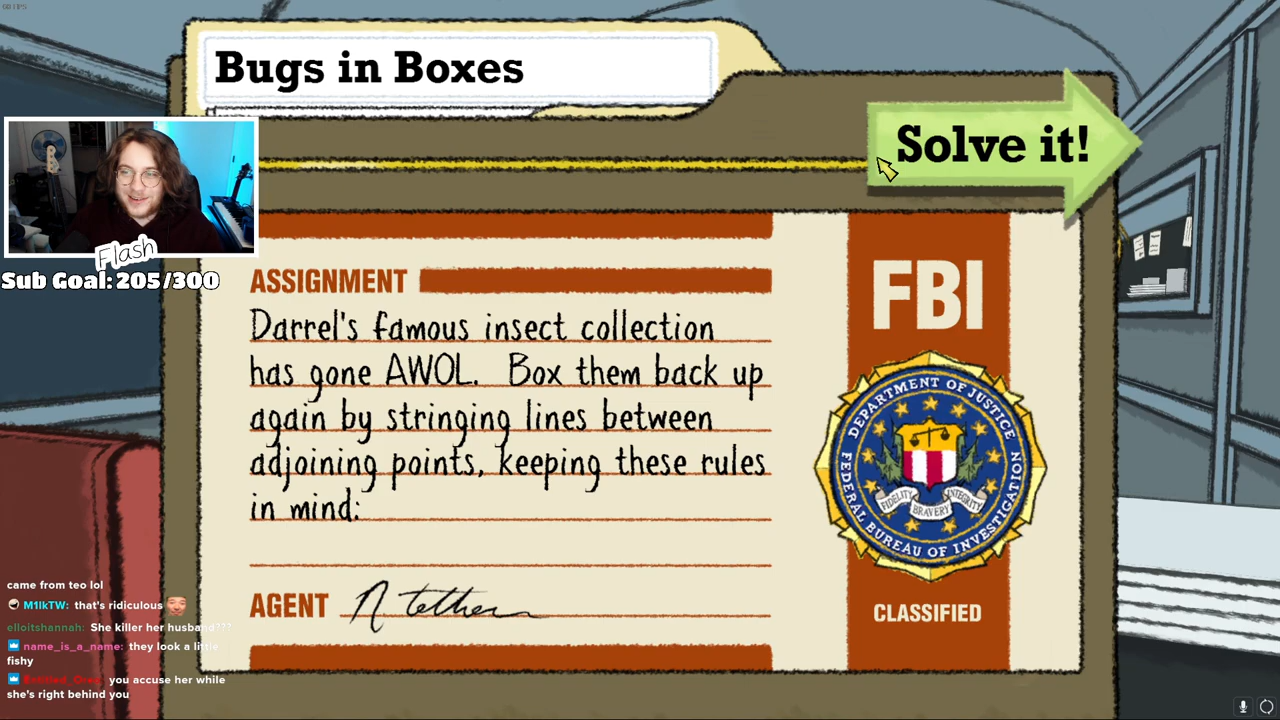 Bugs in Boxes
Solve it!
Flash
Sub Goal: 205/300
ASSIGNMENT
Darrel's famous insect collection
has gone AWOL. Box them back up
again by stringing lines between
adjoining points, keeping these rules
in mind:
AGENT N Tether
FBI
DEPARTMENT OF JUSTICE
FIDELITY BRAVERY INTEGRITY
FEDERAL BUREAU OF INVESTIGATION
CLASSIFIED
came from teo lol
M1lkTW: that's ridiculous
elloitshannah: She killer her husband???
name_is_a_name: they look a little
fishy
you accuse her while
she's right behind you